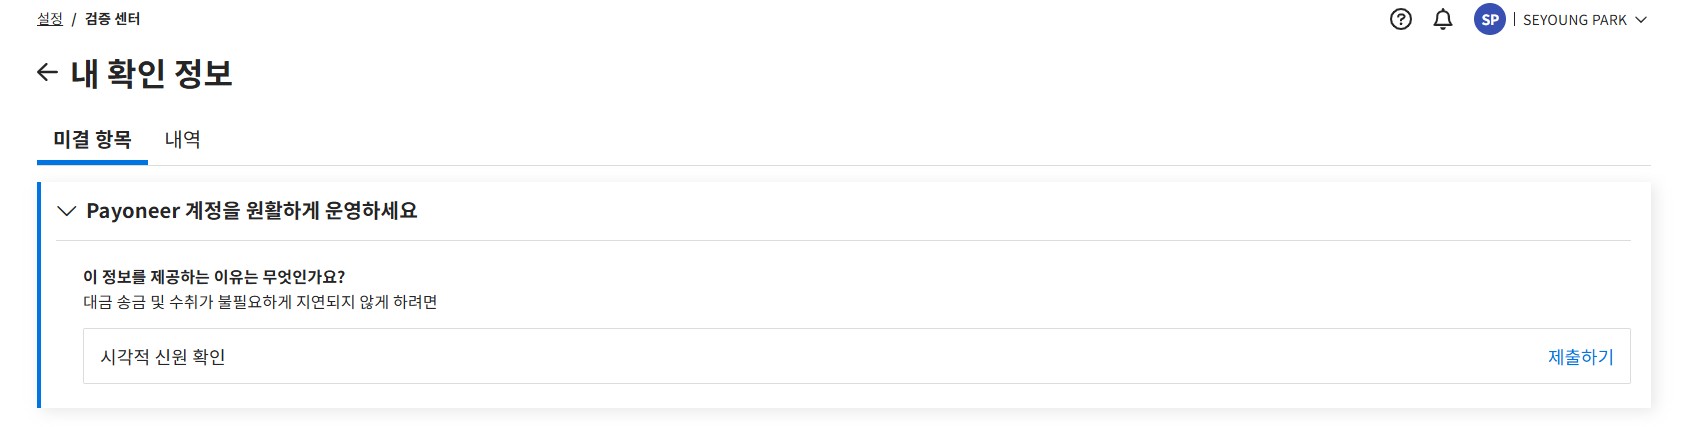 설정 / 검증 센터
SP | SEYOUNG PARK
내 확인 정보
미결 항목 내역
Payoneer 계정을 원활하게 운영하세요
이 정보를 제공하는 이유는 무엇인가요?
대금 송금 및 수취가 불필요하게 지연되지 않게 하려면
시각적 신원 확인 제출하기